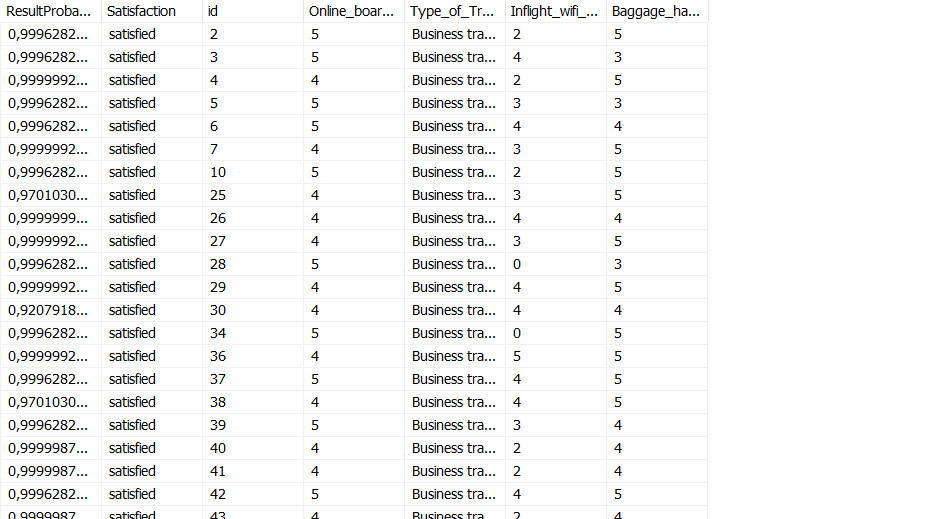 ResultProba... Satisfaction id Online_boar... Type_of_Tr... Inflight_wifi_... Baggage_ha...
0,9996282... satisfied 2 5 Business tra... 2 5
0,9996282... satisfied 3 5 Business tra... 4 3
0,9999992... satisfied 4 4 Business tra... 2 5
0,9996282... satisfied 5 5 Business tra... 3 3
0,9996282... satisfied 6 5 Business tra... 4 4
0,9999992... satisfied 7 4 Business tra... 3 5
0,9996282... satisfied 10 5 Business tra... 2 5
0,9701030... satisfied 25 4 Business tra... 3 5
0,9999999... satisfied 26 4 Business tra... 4 4
0,9999992... satisfied 27 4 Business tra... 3 5
0,9996282... satisfied 28 5 Business tra... 0 3
0,9999992... satisfied 29 4 Business tra... 4 5
0,9207918... satisfied 30 4 Business tra... 4 4
0,9996282... satisfied 34 5 Business tra... 0 5
0,9999992... satisfied 36 4 Business tra... 5 5
0,9996282... satisfied 37 5 Business tra... 4 5
0,9701030... satisfied 38 4 Business tra... 4 5
0,9996282... satisfied 39 5 Business tra... 3 4
0,9999987... satisfied 40 4 Business tra... 2 4
0,9999987... satisfied 41 4 Business tra... 2 4
0,9996282... satisfied 42 5 Business tra... 4 5
0,9999987... satisfied 43 4 Business tra... 2 4